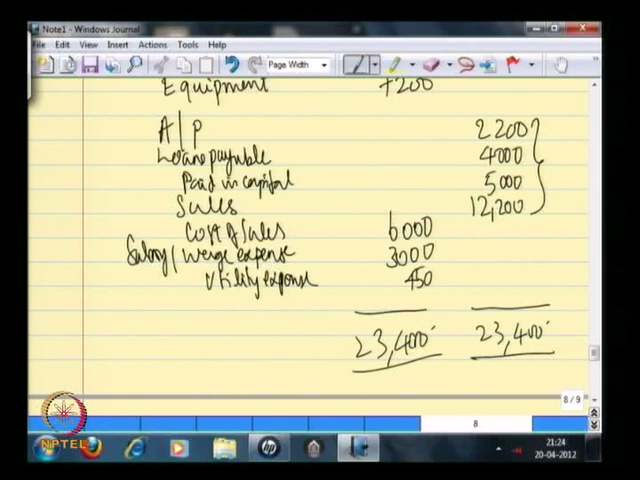 Note1 - Windows Journal
File Edit View Insert Actions Tools Help
Page Width
Equipment 7200
A|P 2200
Loans payable 4000
Paid in capital 5000
Sales 12,200
Cost of Sales 6000
Salary/Wage expense 3000
Utility expense 450
23,400 23,400
8/9
8
NPTEL
hp
21:24
20-04-2012